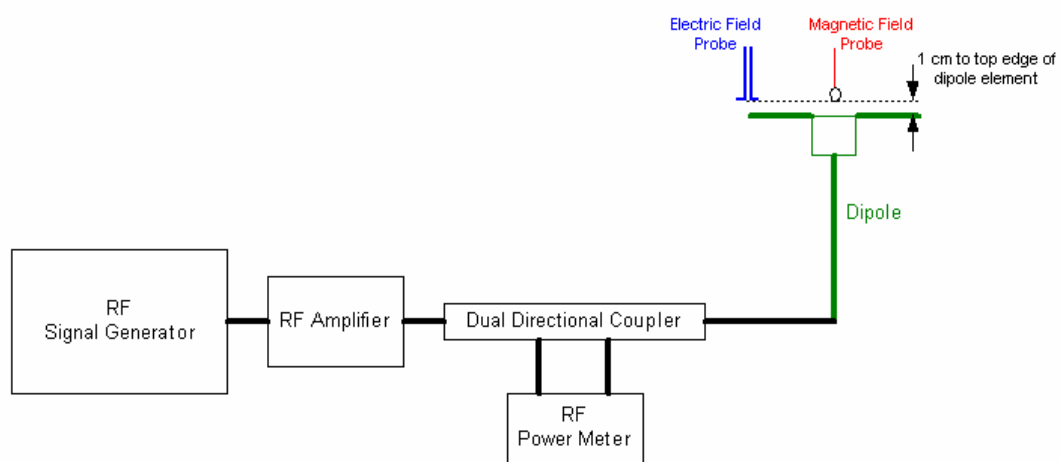 Electric Field
Probe
Magnetic Field
Probe
1 cm to top edge of
dipole element
Dipole
RF
Signal Generator
RF Amplifier
Dual Directional Coupler
RF
Power Meter